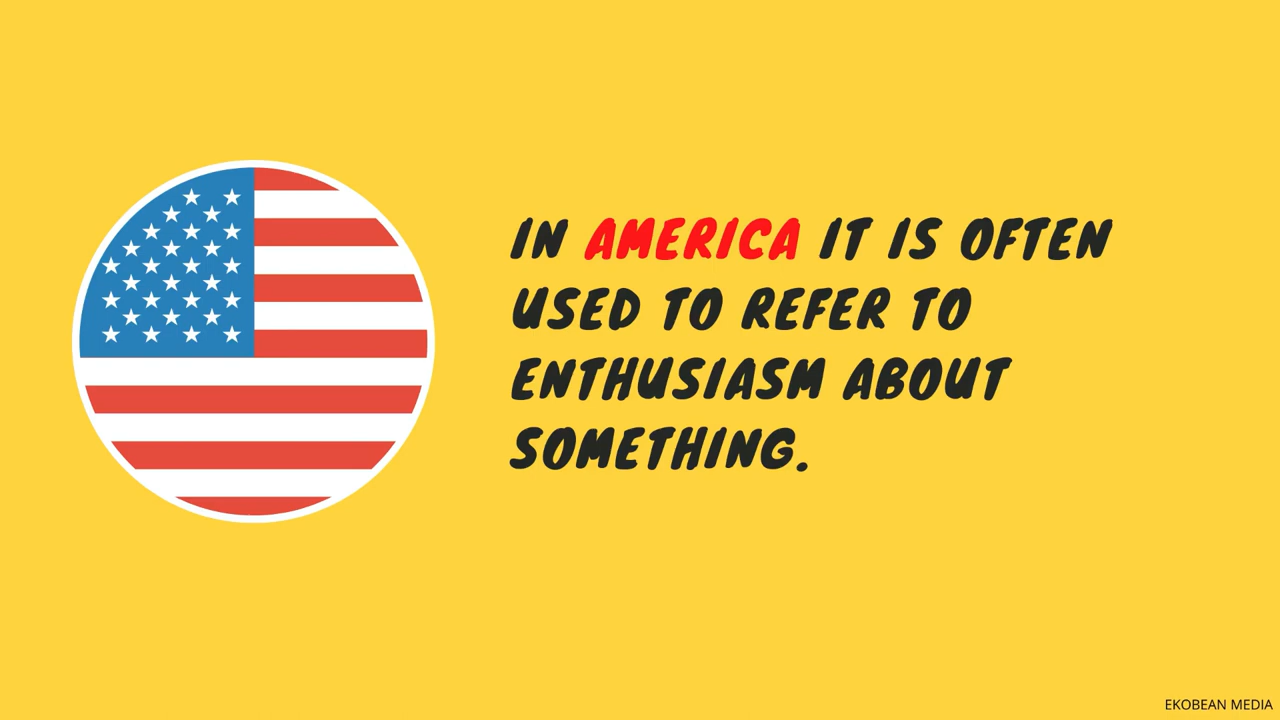 IN AMERICA IT IS OFTEN
USED TO REFER TO
ENTHUSIASM ABOUT
SOMETHING.
EKOBEAN MEDIA